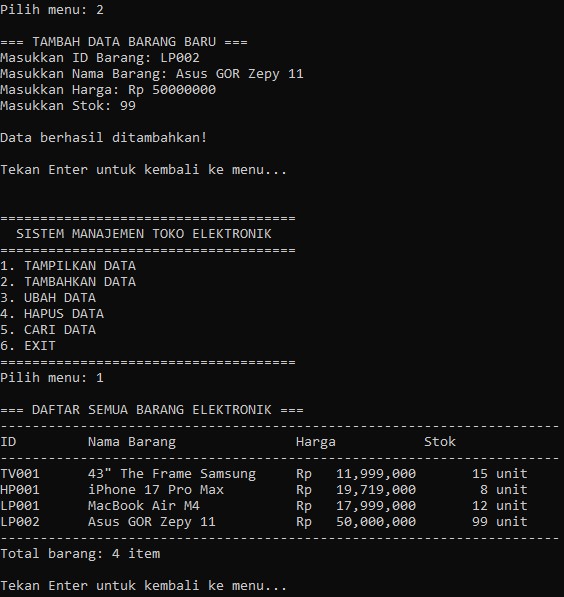 Pilih menu: 2
=== TAMBAH DATA BARANG BARU ===
Masukkan ID Barang: LP002
Masukkan Nama Barang: Asus GOR Zepy 11
Masukkan Harga: Rp 50000000
Masukkan Stok: 99
Data berhasil ditambahkan!
Tekan Enter untuk kembali ke menu...
=====================================
  SISTEM MANAJEMEN TOKO ELEKTRONIK
=====================================
1. TAMPILKAN DATA
2. TAMBAHKAN DATA
3. UBAH DATA
4. HAPUS DATA
5. CARI DATA
6. EXIT
=====================================
Pilih menu: 1
=== DAFTAR SEMUA BARANG ELEKTRONIK ===
----------------------------------------------------------------------
ID         Nama Barang               Harga           Stok
----------------------------------------------------------------------
TV001      43" The Frame Samsung     Rp   11,999,000       15 unit
HP001      iPhone 17 Pro Max         Rp   19,719,000        8 unit
LP001      MacBook Air M4            Rp   17,999,000       12 unit
LP002      Asus GOR Zepy 11          Rp   50,000,000       99 unit
----------------------------------------------------------------------
Total barang: 4 item
Tekan Enter untuk kembali ke menu...